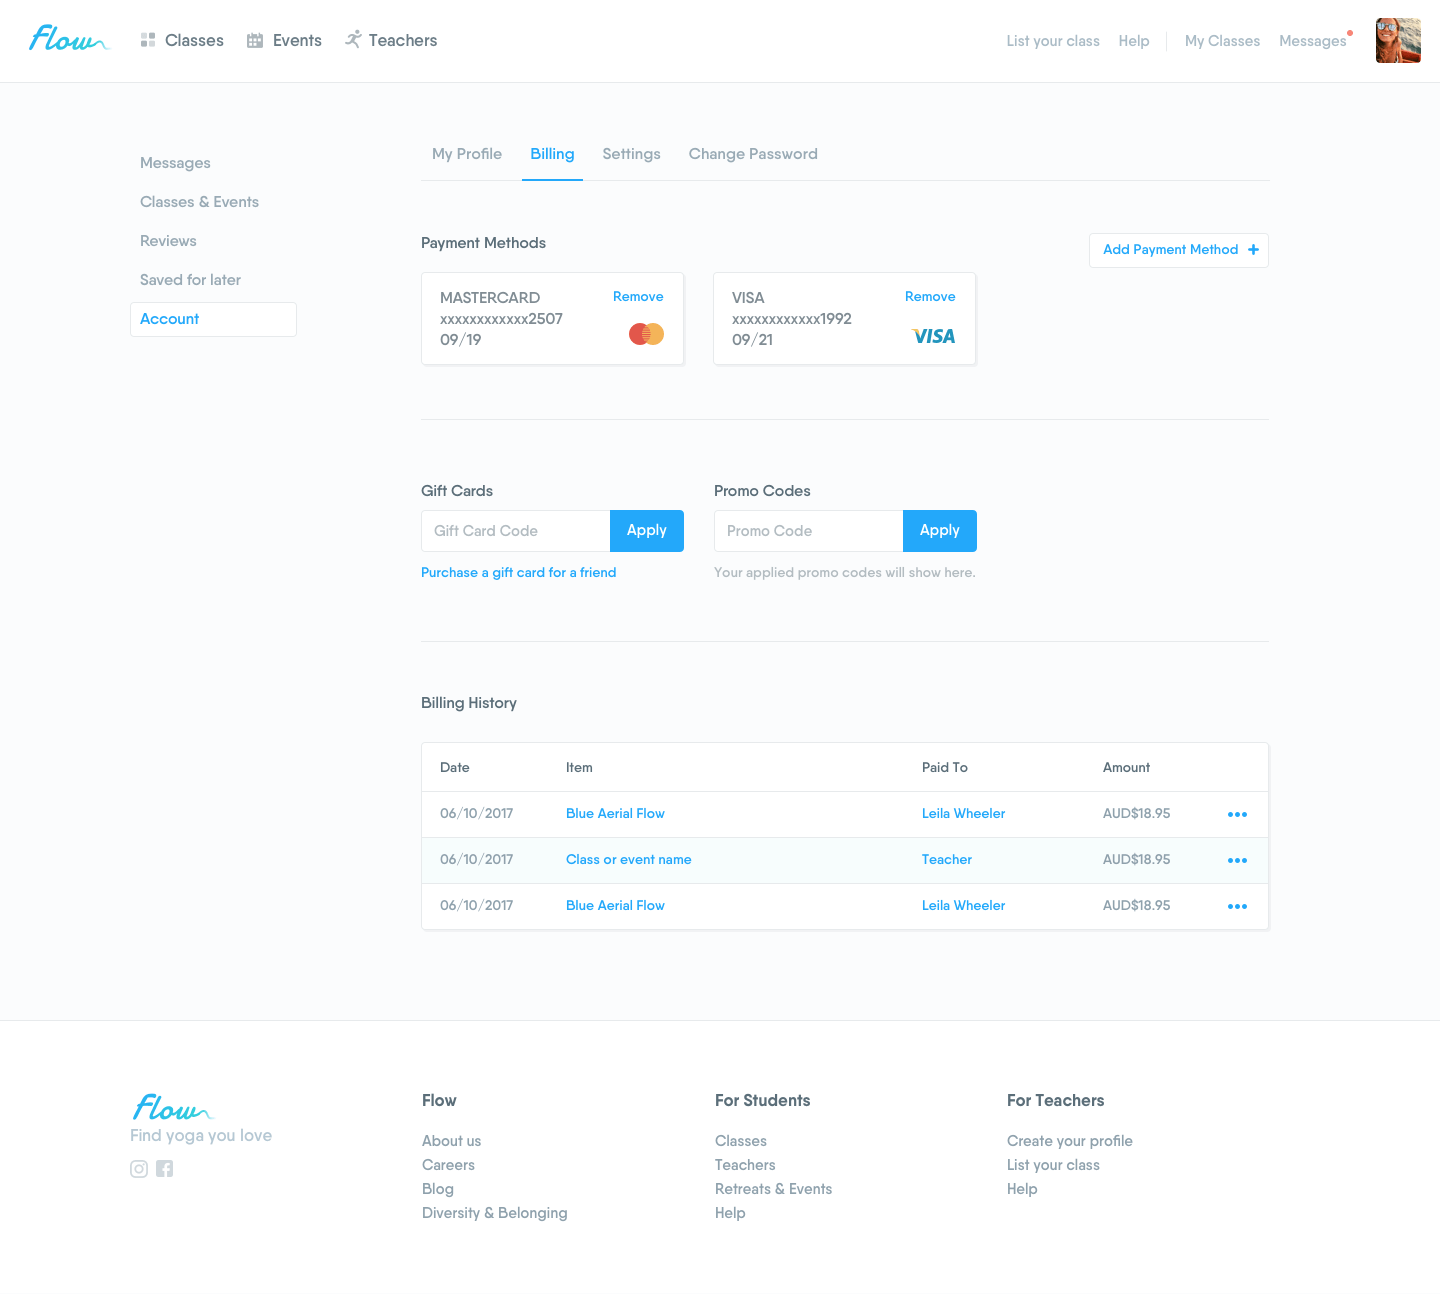 flow Classes Events Teachers List your class Help My Classes Messages
Messages
Classes & Events
Reviews
Saved for later
Account
My Profile Billing Settings Change Password
Payment Methods
Add Payment Method
MASTERCARD Remove
xxxxxxxxxxxx2507
09/19
VISA Remove
xxxxxxxxxxxx1992
09/21
VISA
Gift Cards
Gift Card Code Apply
Purchase a gift card for a friend
Promo Codes
Promo Code Apply
Your applied promo codes will show here.
Billing History
Date Item Paid To Amount
06/10/2017 Blue Aerial Flow Leila Wheeler AUD$18.95
06/10/2017 Class or event name Teacher AUD$18.95
06/10/2017 Blue Aerial Flow Leila Wheeler AUD$18.95
flow
Find yoga you love
Flow
About us
Careers
Blog
Diversity & Belonging
For Students
Classes
Teachers
Retreats & Events
Help
For Teachers
Create your profile
List your class
Help